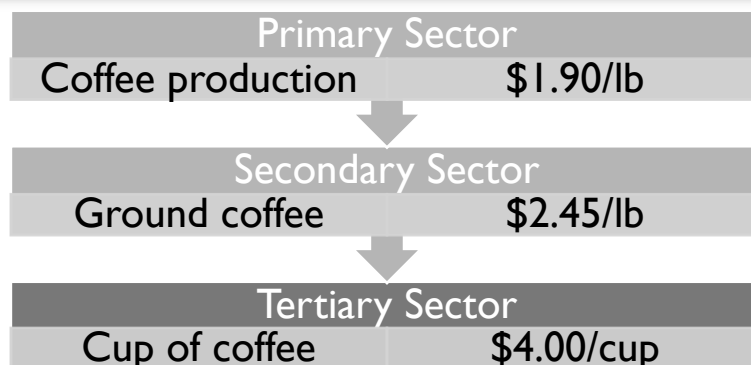 Primary Sector
Coffee production $1.90/lb
Secondary Sector
Ground coffee $2.45/lb
Tertiary Sector
Cup of coffee $4.00/cup